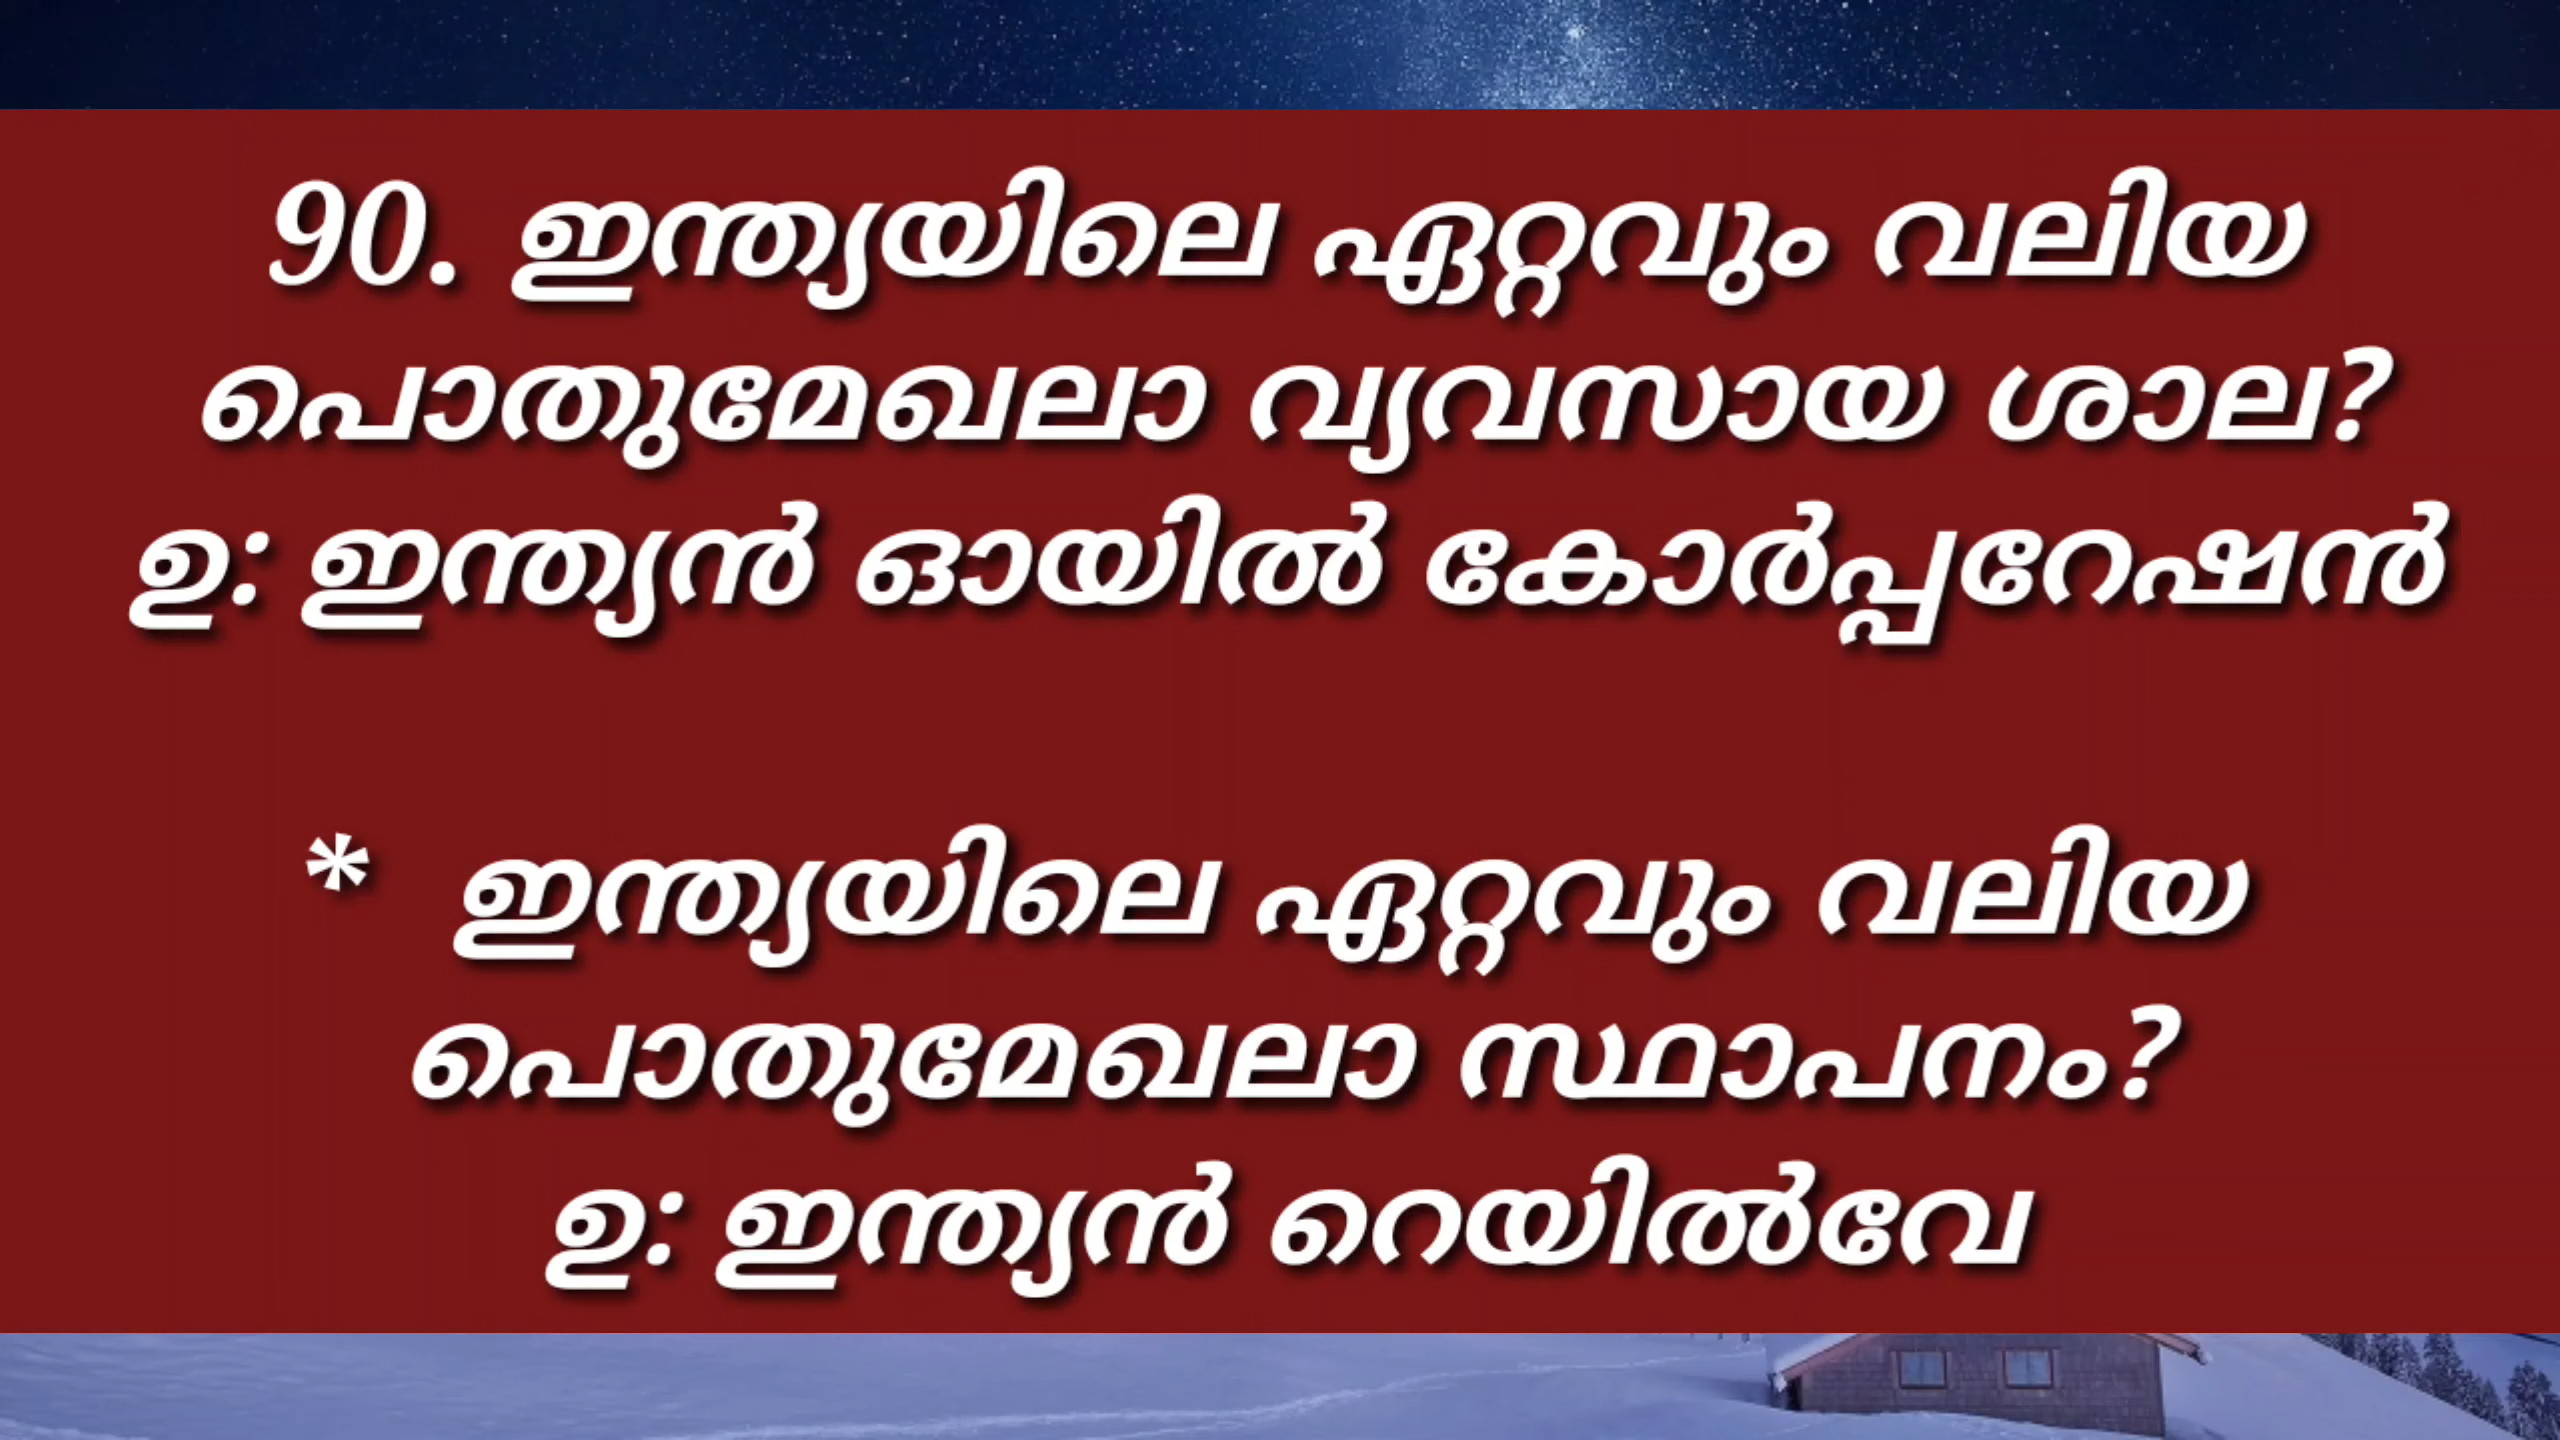 90. ഇന്ത്യയിലെ ഏറ്റവും വലിയ
പൊതുമേഖലാ വ്യവസായ ശാല?
ഉ: ഇന്ത്യൻ ഓയിൽ കോർപ്പറേഷൻ
* ഇന്ത്യയിലെ ഏറ്റവും വലിയ
പൊതുമേഖലാ സ്ഥാപനം?
ഉ: ഇന്ത്യൻ റെയിൽവേ